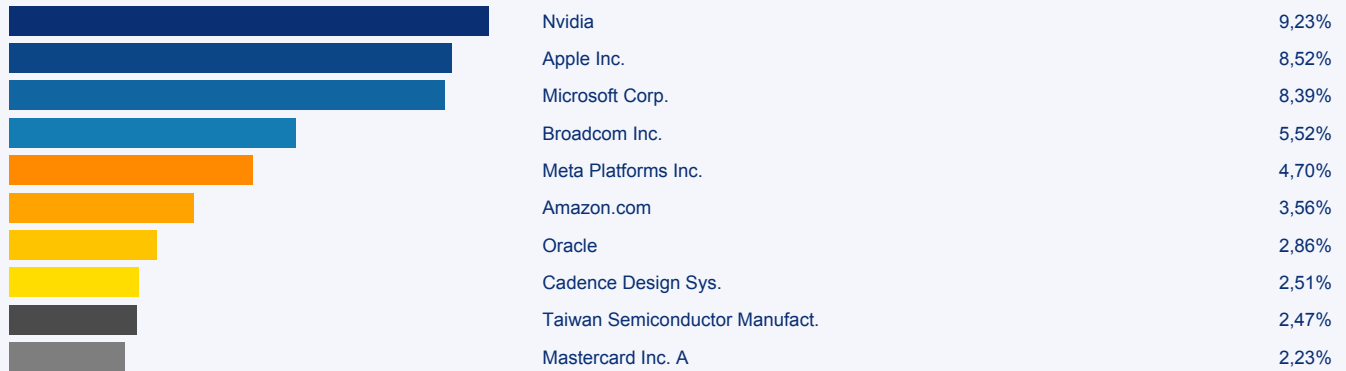 Nvidia 9,23%
Apple Inc. 8,52%
Microsoft Corp. 8,39%
Broadcom Inc. 5,52%
Meta Platforms Inc. 4,70%
Amazon.com 3,56%
Oracle 2,86%
Cadence Design Sys. 2,51%
Taiwan Semiconductor Manufact. 2,47%
Mastercard Inc. A 2,23%